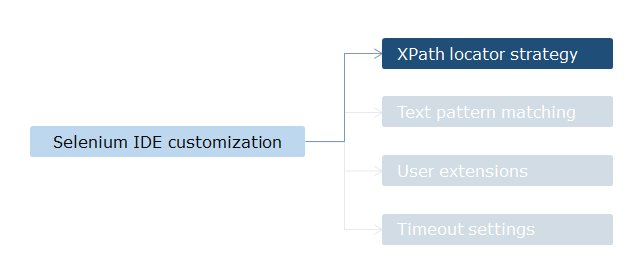 Selenium IDE customization
XPath locator strategy
Text pattern matching
User extensions
Timeout settings